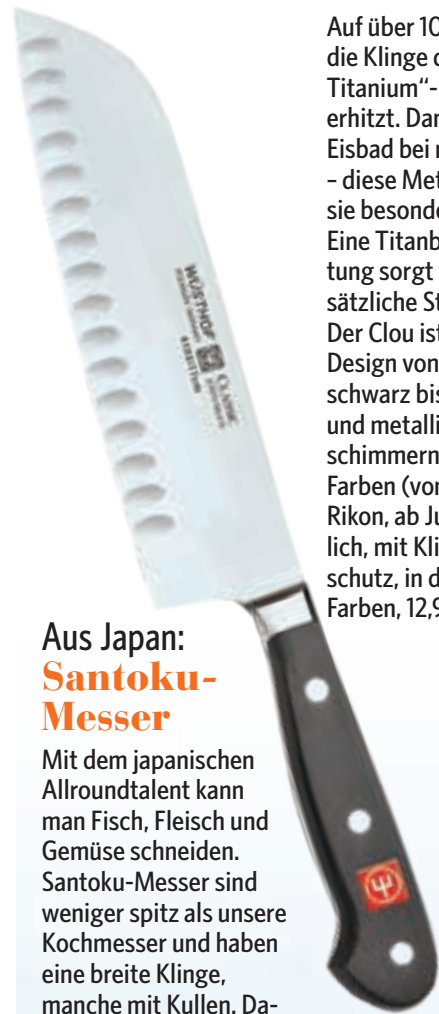 Auf über 10
die Klinge d
Titanium“-
erhitzt. Dan
Eisbad bei r
– diese Met
sie besonde
Eine Titanb
tung sorgt f
sätzliche St
Der Clou ist
Design von
schwarz bis
und metalli
schimmern
Farben (von
Rikon, ab Ju
lich, mit Kli
schutz, in d
Farben, 12,9
WÜSTHOF
CLASSIC
Aus Japan:
Santoku-
Messer
Mit dem japanischen
Allroundtalent kann
man Fisch, Fleisch und
Gemüse schneiden.
Santoku-Messer sind
weniger spitz als unsere
Kochmesser und haben
eine breite Klinge,
manche mit Kullen. Da-